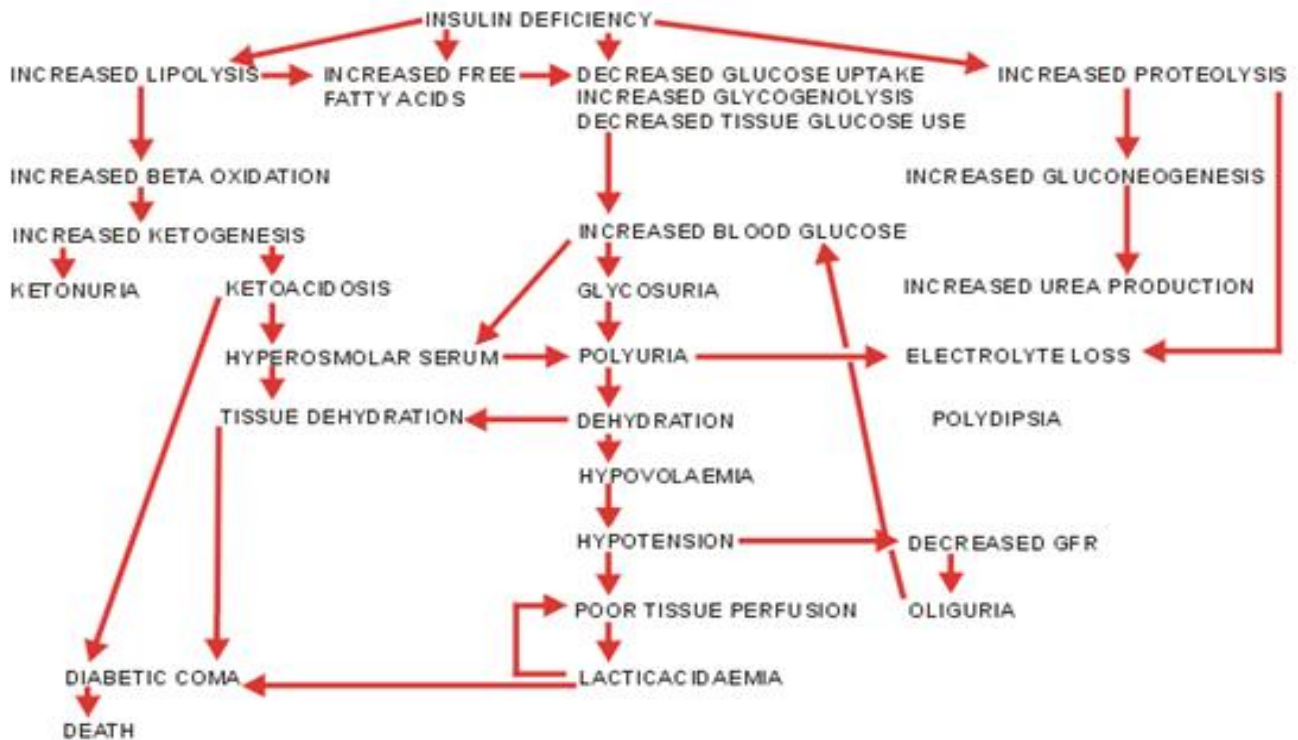 INSULIN DEFICIENCY
INCREASED LIPOLYSIS
INCREASED FREE
FATTY ACIDS
DECREASED GLUCOSE UPTAKE
INCREASED GLYCOGENOLYSIS
DECREASED TISSUE GLUCOSE USE
INCREASED PROTEOLYSIS
INCREASED BETA OXIDATION
INCREASED GLUCONEOGENESIS
INCREASED KETOGENESIS
INCREASED BLOOD GLUCOSE
KETONURIA
KETOACIDOSIS
GLYCOSURIA
INCREASED UREA PRODUCTION
HYPEROSMOLAR SERUM
POLYURIA
ELECTROLYTE LOSS
TISSUE DEHYDRATION
DEHYDRATION
POLYDIPSIA
HYPOVOLAEMIA
HYPOTENSION
DECREASED GFR
POOR TISSUE PERFUSION
OLIGURIA
DIABETIC COMA
LACTICACIDAEMIA
DEATH